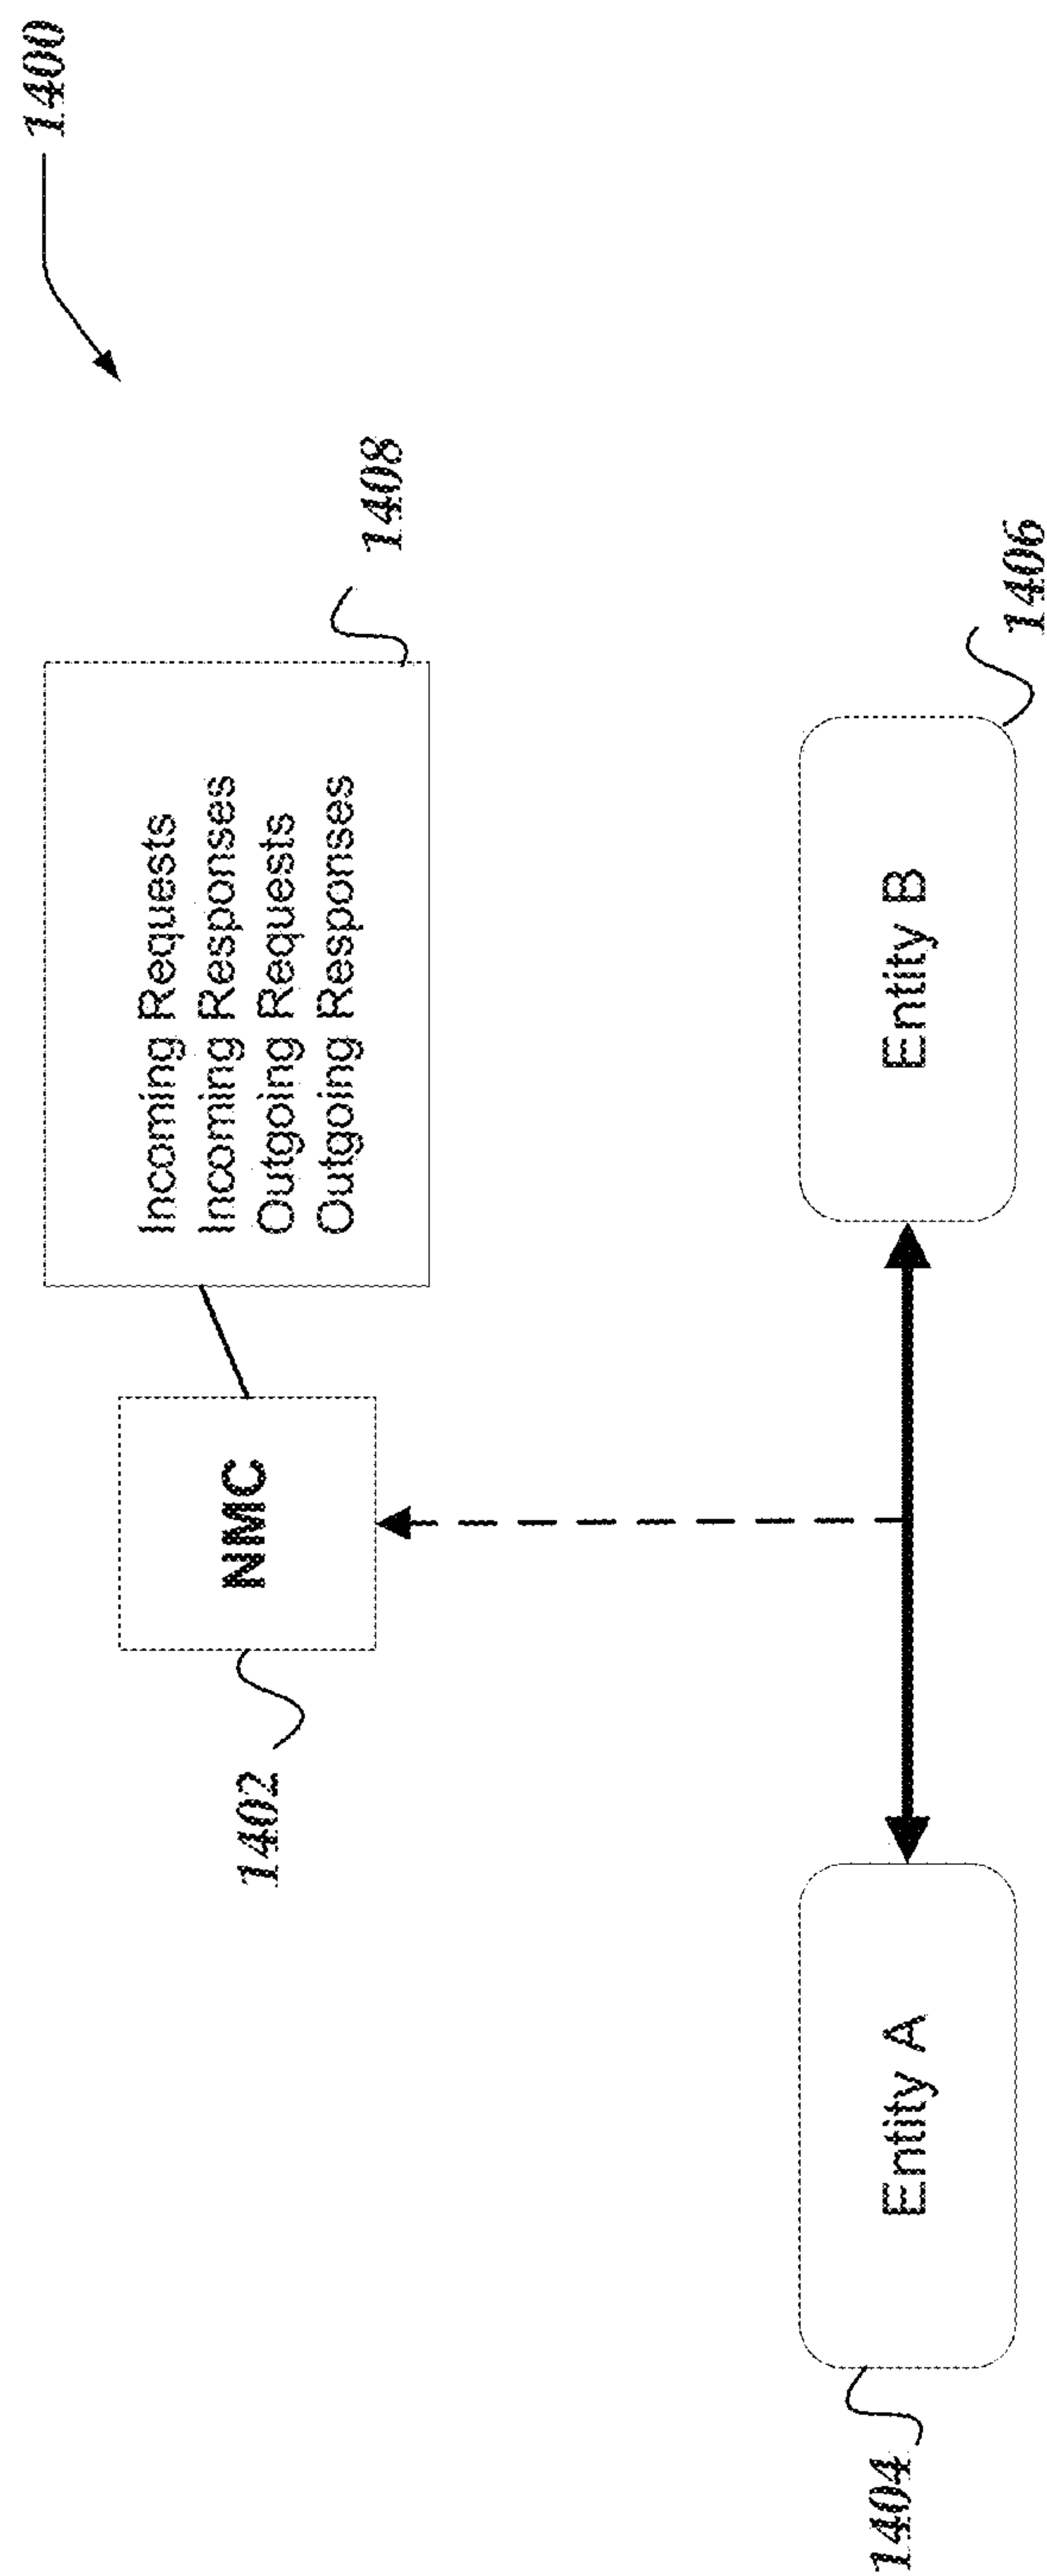 1400
1408
Incoming Requests
Incoming Responses
Outgoing Requests
Outgoing Responses
NMC
1402
1406
Entity B
Entity A
1404